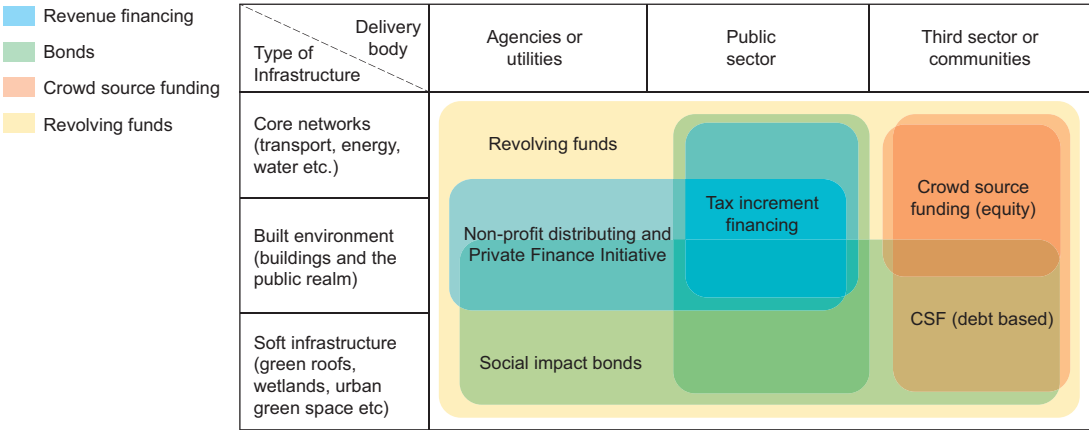 Revenue financing
Bonds
Crowd source funding
Revolving funds
Delivery
body
Type of
Infrastructure
Agencies or
utilities
Public
sector
Third sector or
communities
Core networks
(transport, energy,
water etc.)
Built environment
(buildings and the
public realm)
Soft infrastructure
(green roofs,
wetlands, urban
green space etc)
Revolving funds
Non-profit distributing and
Private Finance Initiative
Tax increment
financing
Crowd source
funding (equity)
CSF (debt based)
Social impact bonds